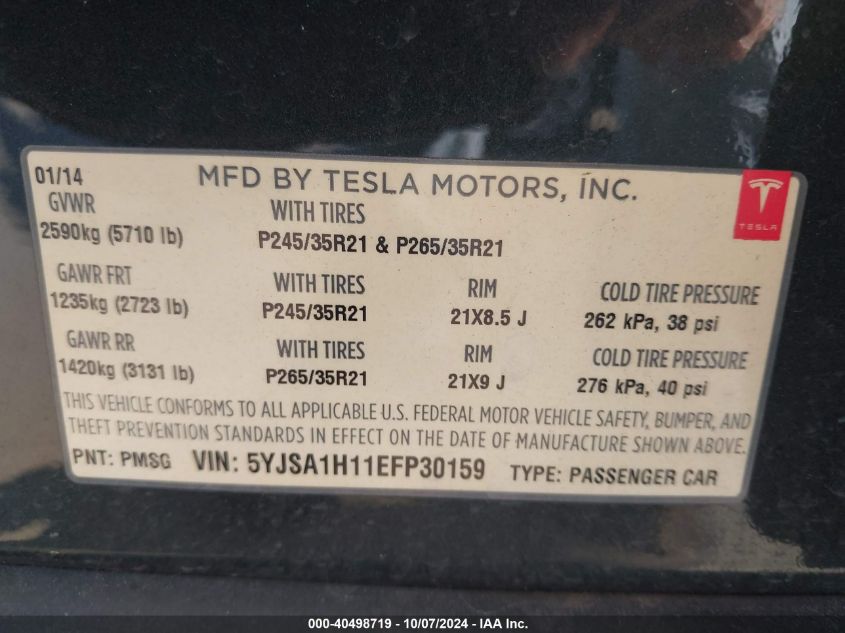 01/14 MFD BY TESLA MOTORS, INC.
TESLA
GVWR WITH TIRES
2590kg (5710 lb) P245/35R21 & P265/35R21
GAWR FRT WITH TIRES RIM COLD TIRE PRESSURE
1235kg (2723 lb) P245/35R21 21X8.5 J 262 kPa, 38 psi
GAWR RR WITH TIRES RIM COLD TIRE PRESSURE
1420kg (3131 lb) P265/35R21 21X9 J 276 kPa, 40 psi
THIS VEHICLE CONFORMS TO ALL APPLICABLE U.S. FEDERAL MOTOR VEHICLE SAFETY, BUMPER, AND
THEFT PREVENTION STANDARDS IN EFFECT ON THE DATE OF MANUFACTURE SHOWN ABOVE.
PNT: PMSG VIN: 5YJSA1H11EFP30159 TYPE: PASSENGER CAR
000-40498719 - 10/07/2024 - IAA Inc.